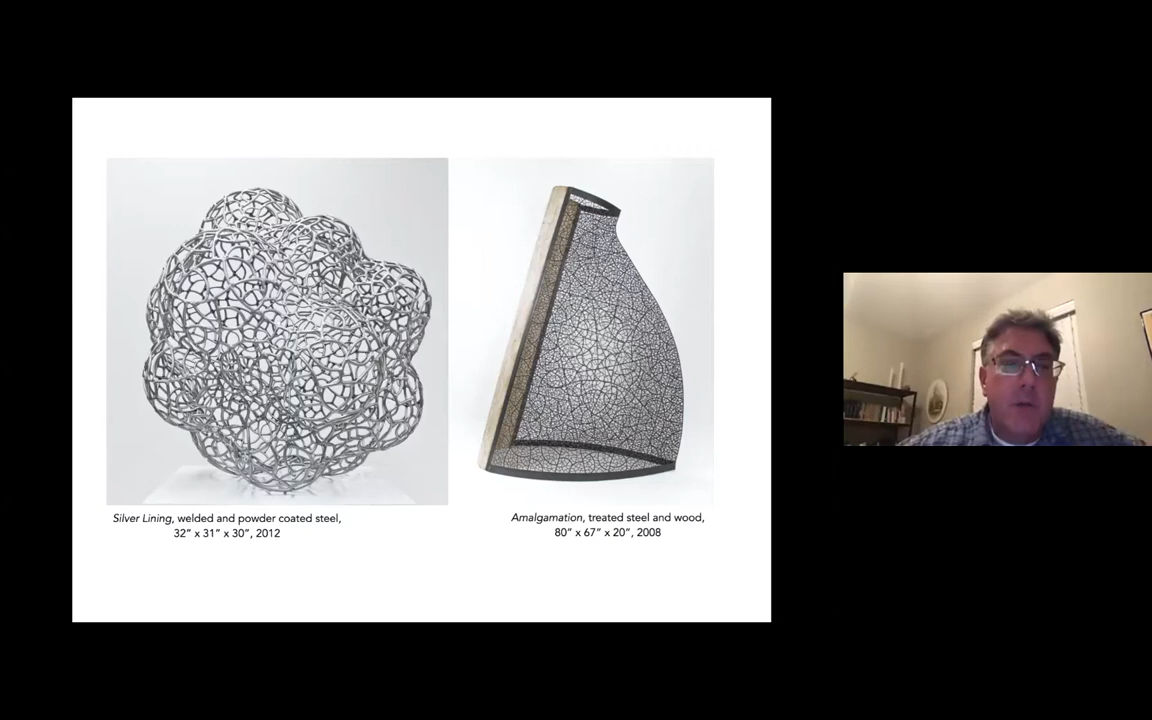 Silver Lining, welded and powder coated steel,
32” x 31” x 30”, 2012
Amalgamation, treated steel and wood,
80” x 67” x 20”, 2008